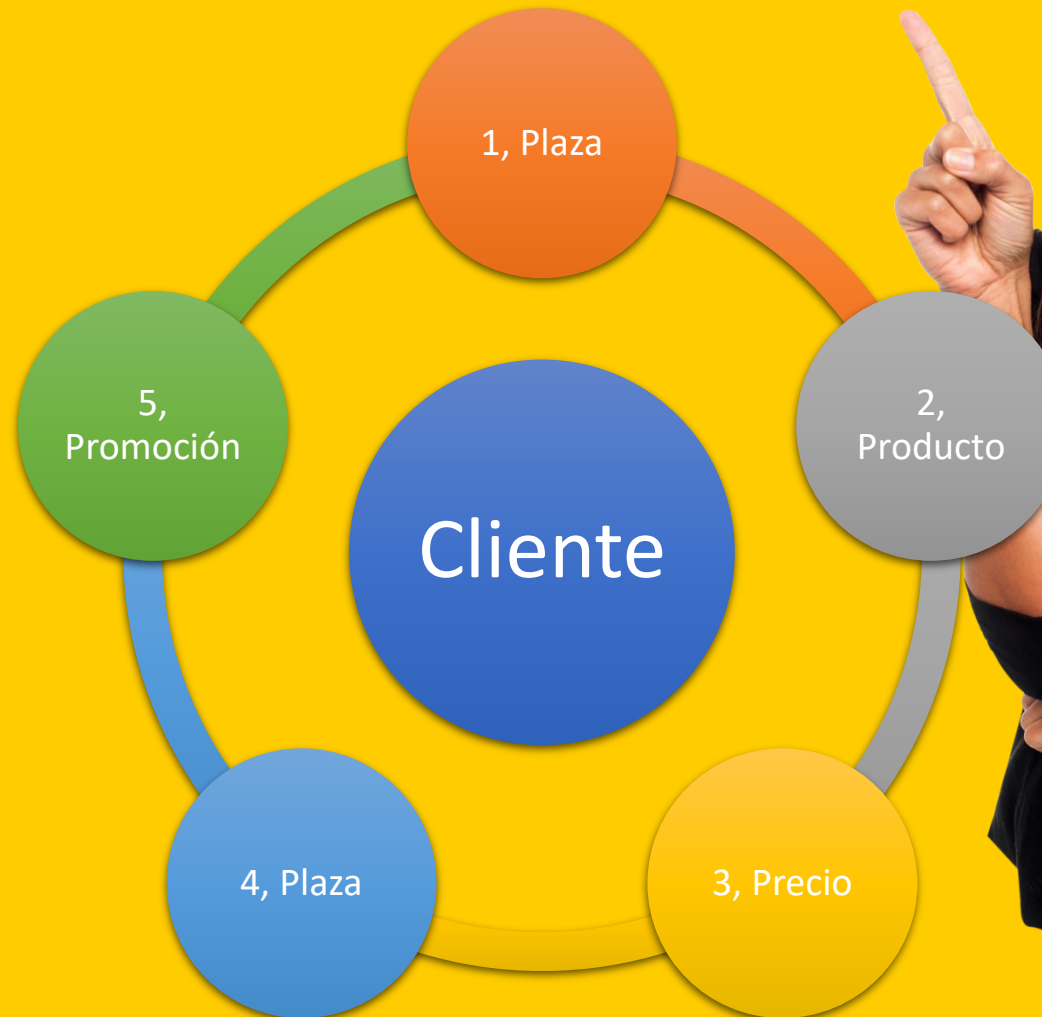 1, Plaza
2,
Producto
3, Precio
4, Plaza
5,
Promoción
Cliente